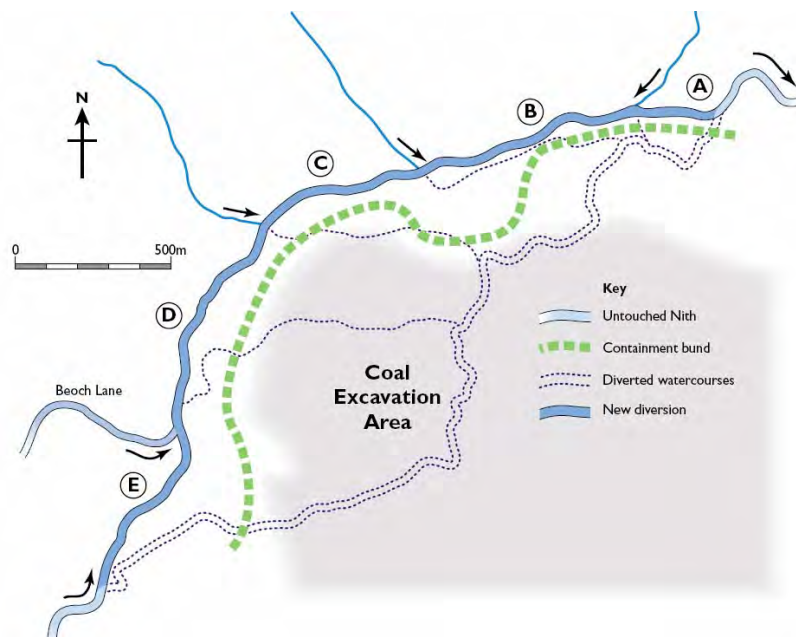 A
B
N
C
0
500m
Key
D
Untouched Nith
Containment bund
Coal
Excavation
Area
Diverted watercourses
Beoch Lane
New diversion
E